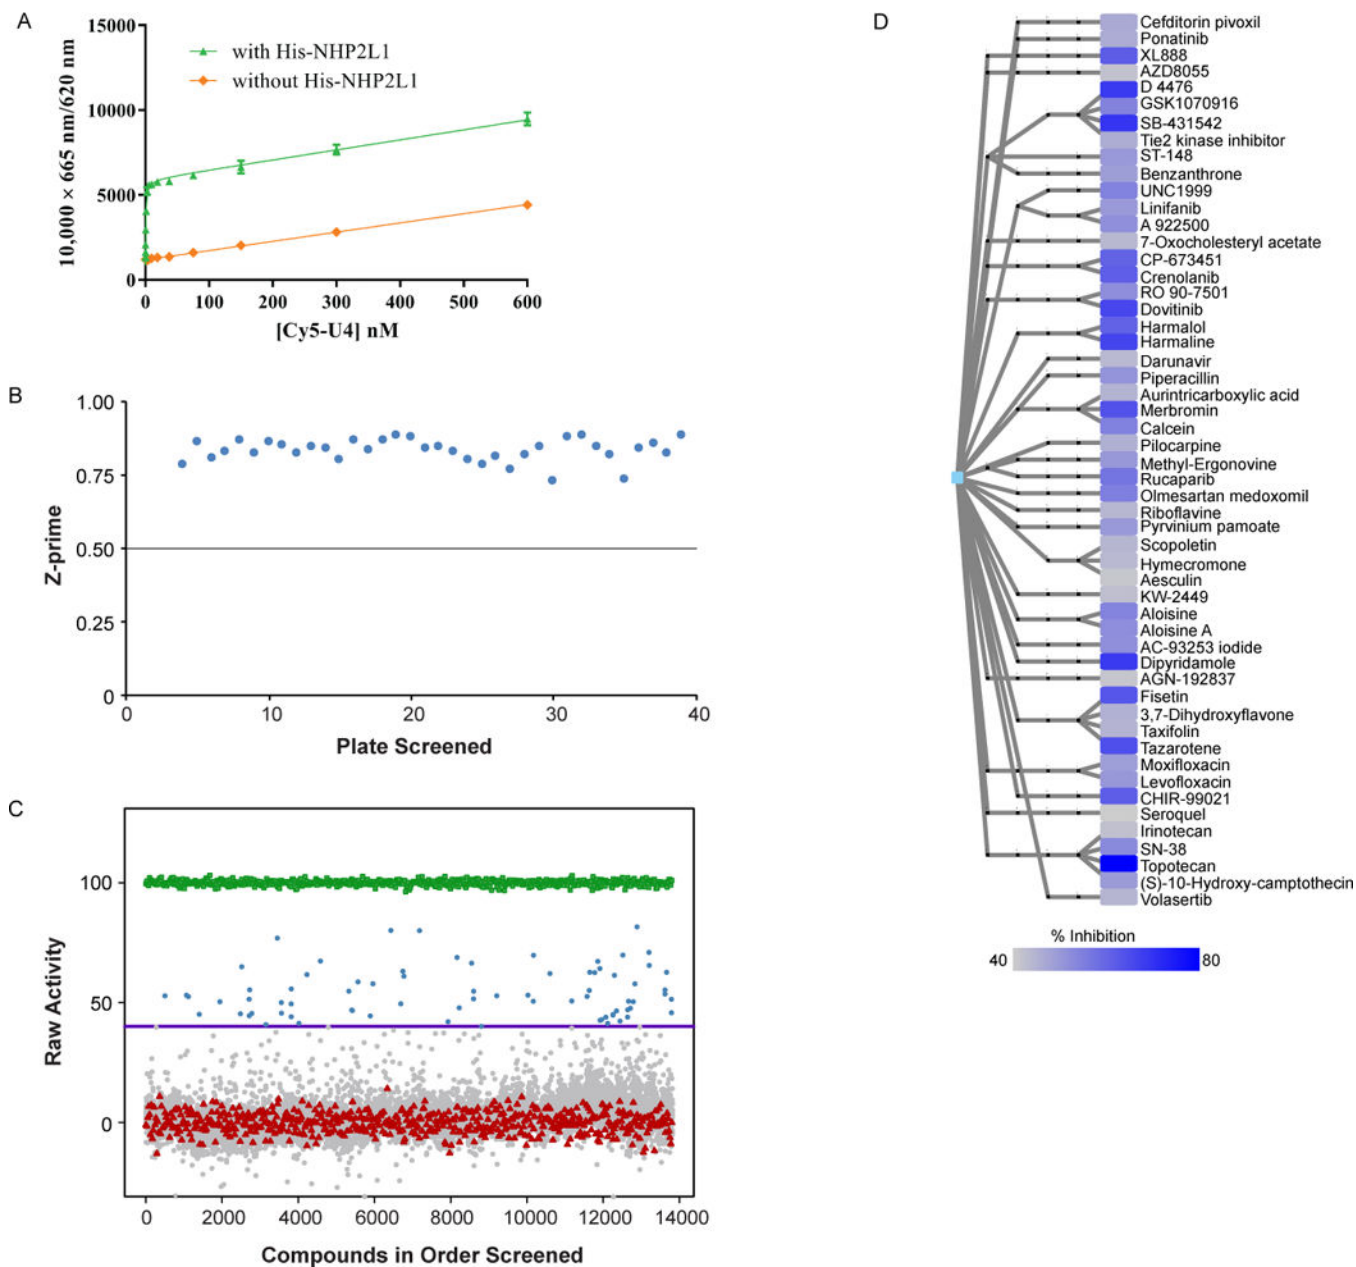 A
15000
10000
5000
0
10,000 × 665 nm/620 nm
with His-NHP2L1
without His-NHP2L1
0 100 200 300 400 500 600
[Cy5-U4] nM
B
1.00
0.75
0.50
0.25
0
Z-prime
0 10 20 30 40
Plate Screened
C
100
50
0
Raw Activity
0 2000 4000 6000 8000 10000 12000 14000
Compounds in Order Screened
D
Cefditorin pivoxil
Ponatinib
XL888
AZD8055
D 4476
GSK1070916
SB-431542
Tie2 kinase inhibitor
ST-148
Benzanthrone
UNC1999
Linifanib
A 922500
7-Oxocholesteryl acetate
CP-673451
Crenolanib
RO 90-7501
Dovitinib
Harmalol
Harmaline
Darunavir
Piperacillin
Aurintricarboxylic acid
Merbromin
Calcein
Pilocarpine
Methyl-Ergonovine
Rucaparib
Olmesartan medoxomil
Riboflavine
Pyrvinium pamoate
Scopoletin
Hymecromone
Aesculin
KW-2449
Aloisine
Aloisine A
AC-93253 iodide
Dipyridamole
AGN-192837
Fisetin
3,7-Dihydroxyflavone
Taxifolin
Tazarotene
Moxifloxacin
Levofloxacin
CHIR-99021
Seroquel
Irinotecan
SN-38
Topotecan
(S)-10-Hydroxy-camptothecin
Volasertib
% Inhibition
40 80